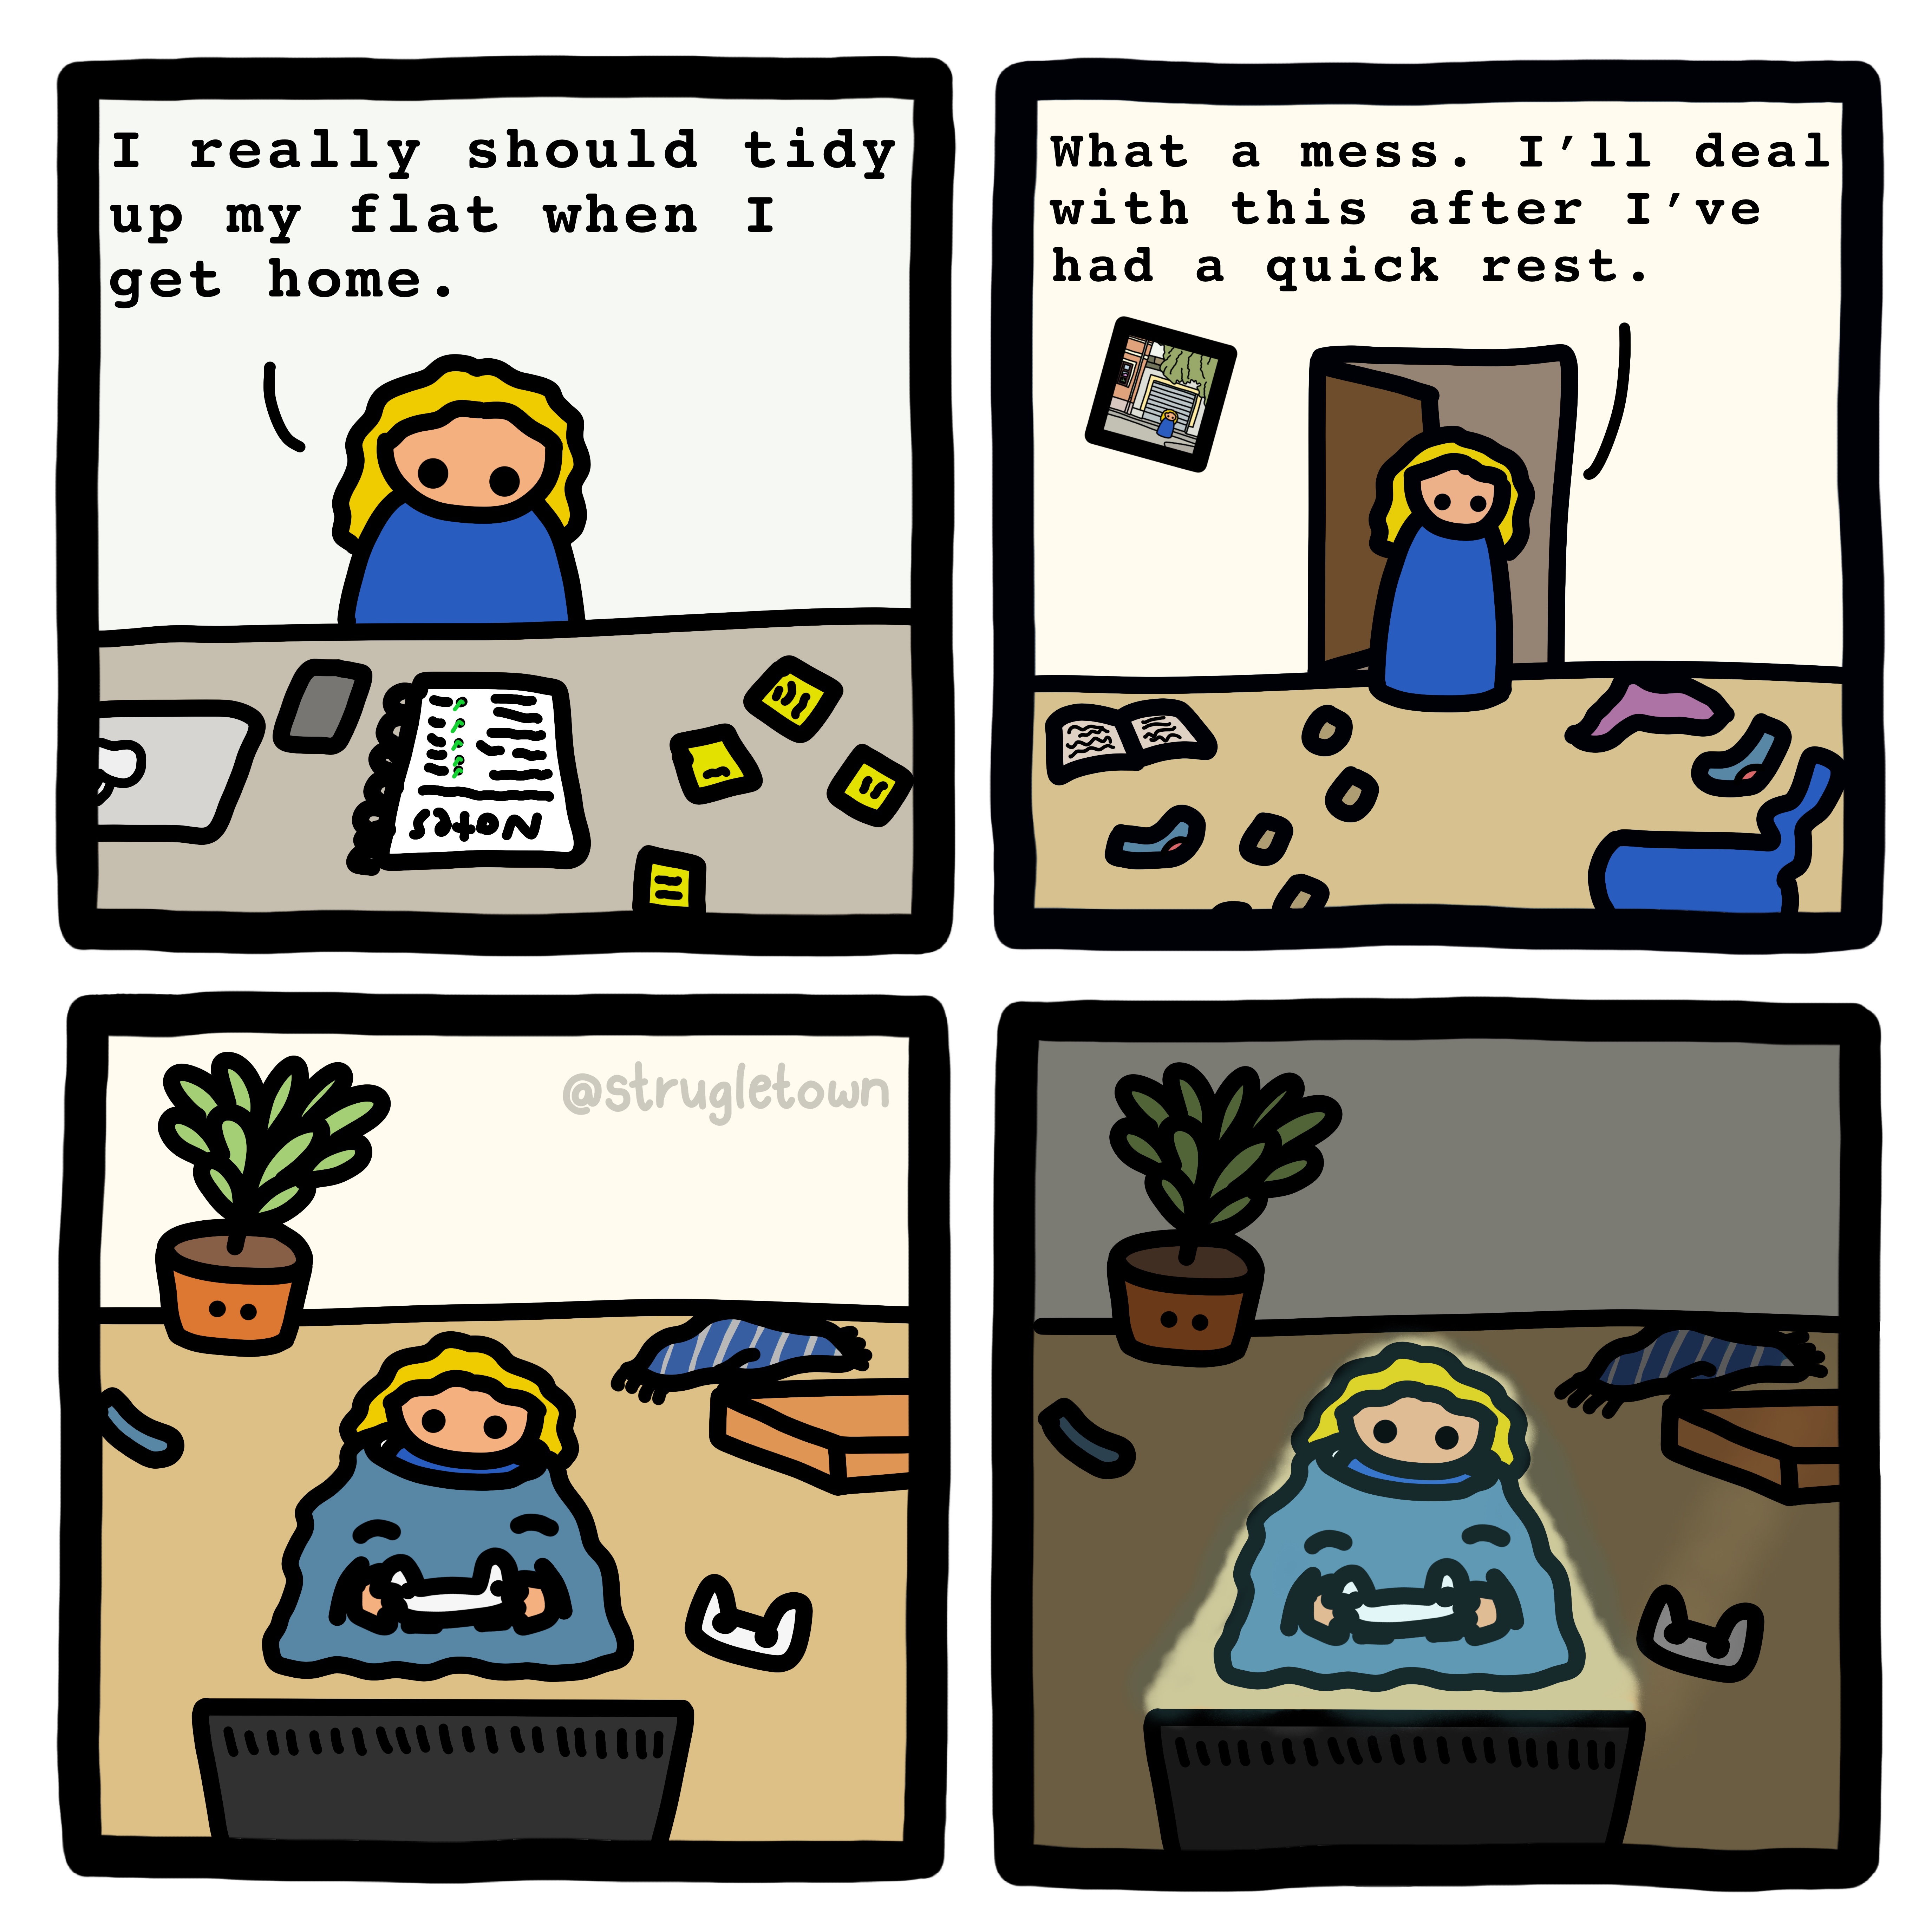 I really should tidy
up my flat when I
get home.
What a mess. I'll deal
with this after I've
had a quick rest.
Notes
@strugletown